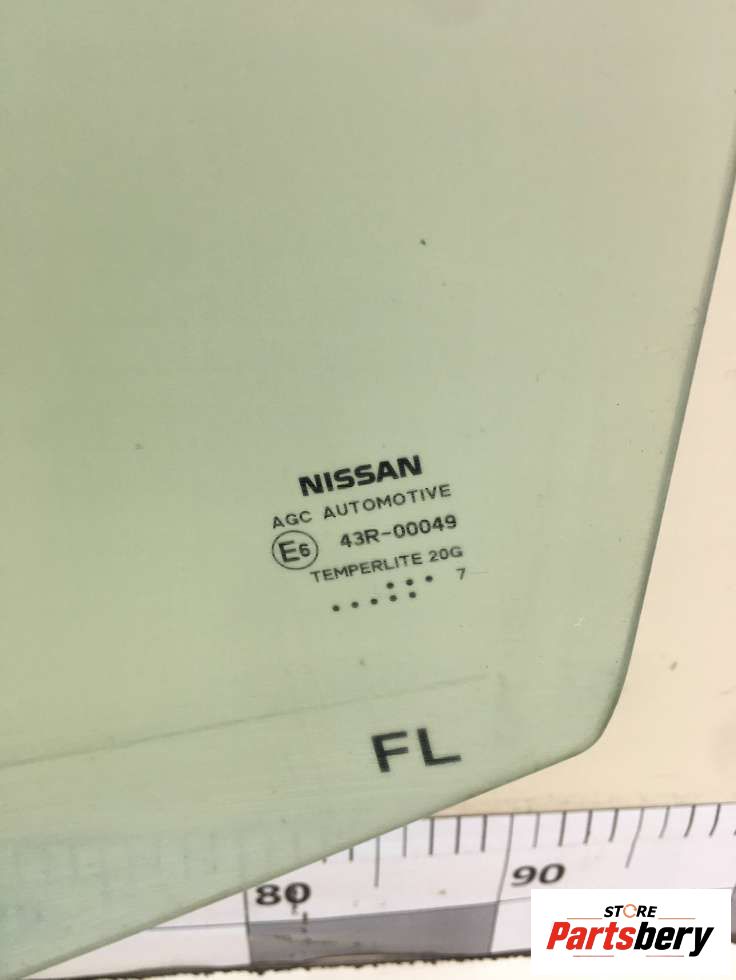 NISSAN
AGC AUTOMOTIVE
E6 43R-00049
TEMPERLITE 20G
7
FL
80 90
STORE
Partsbery